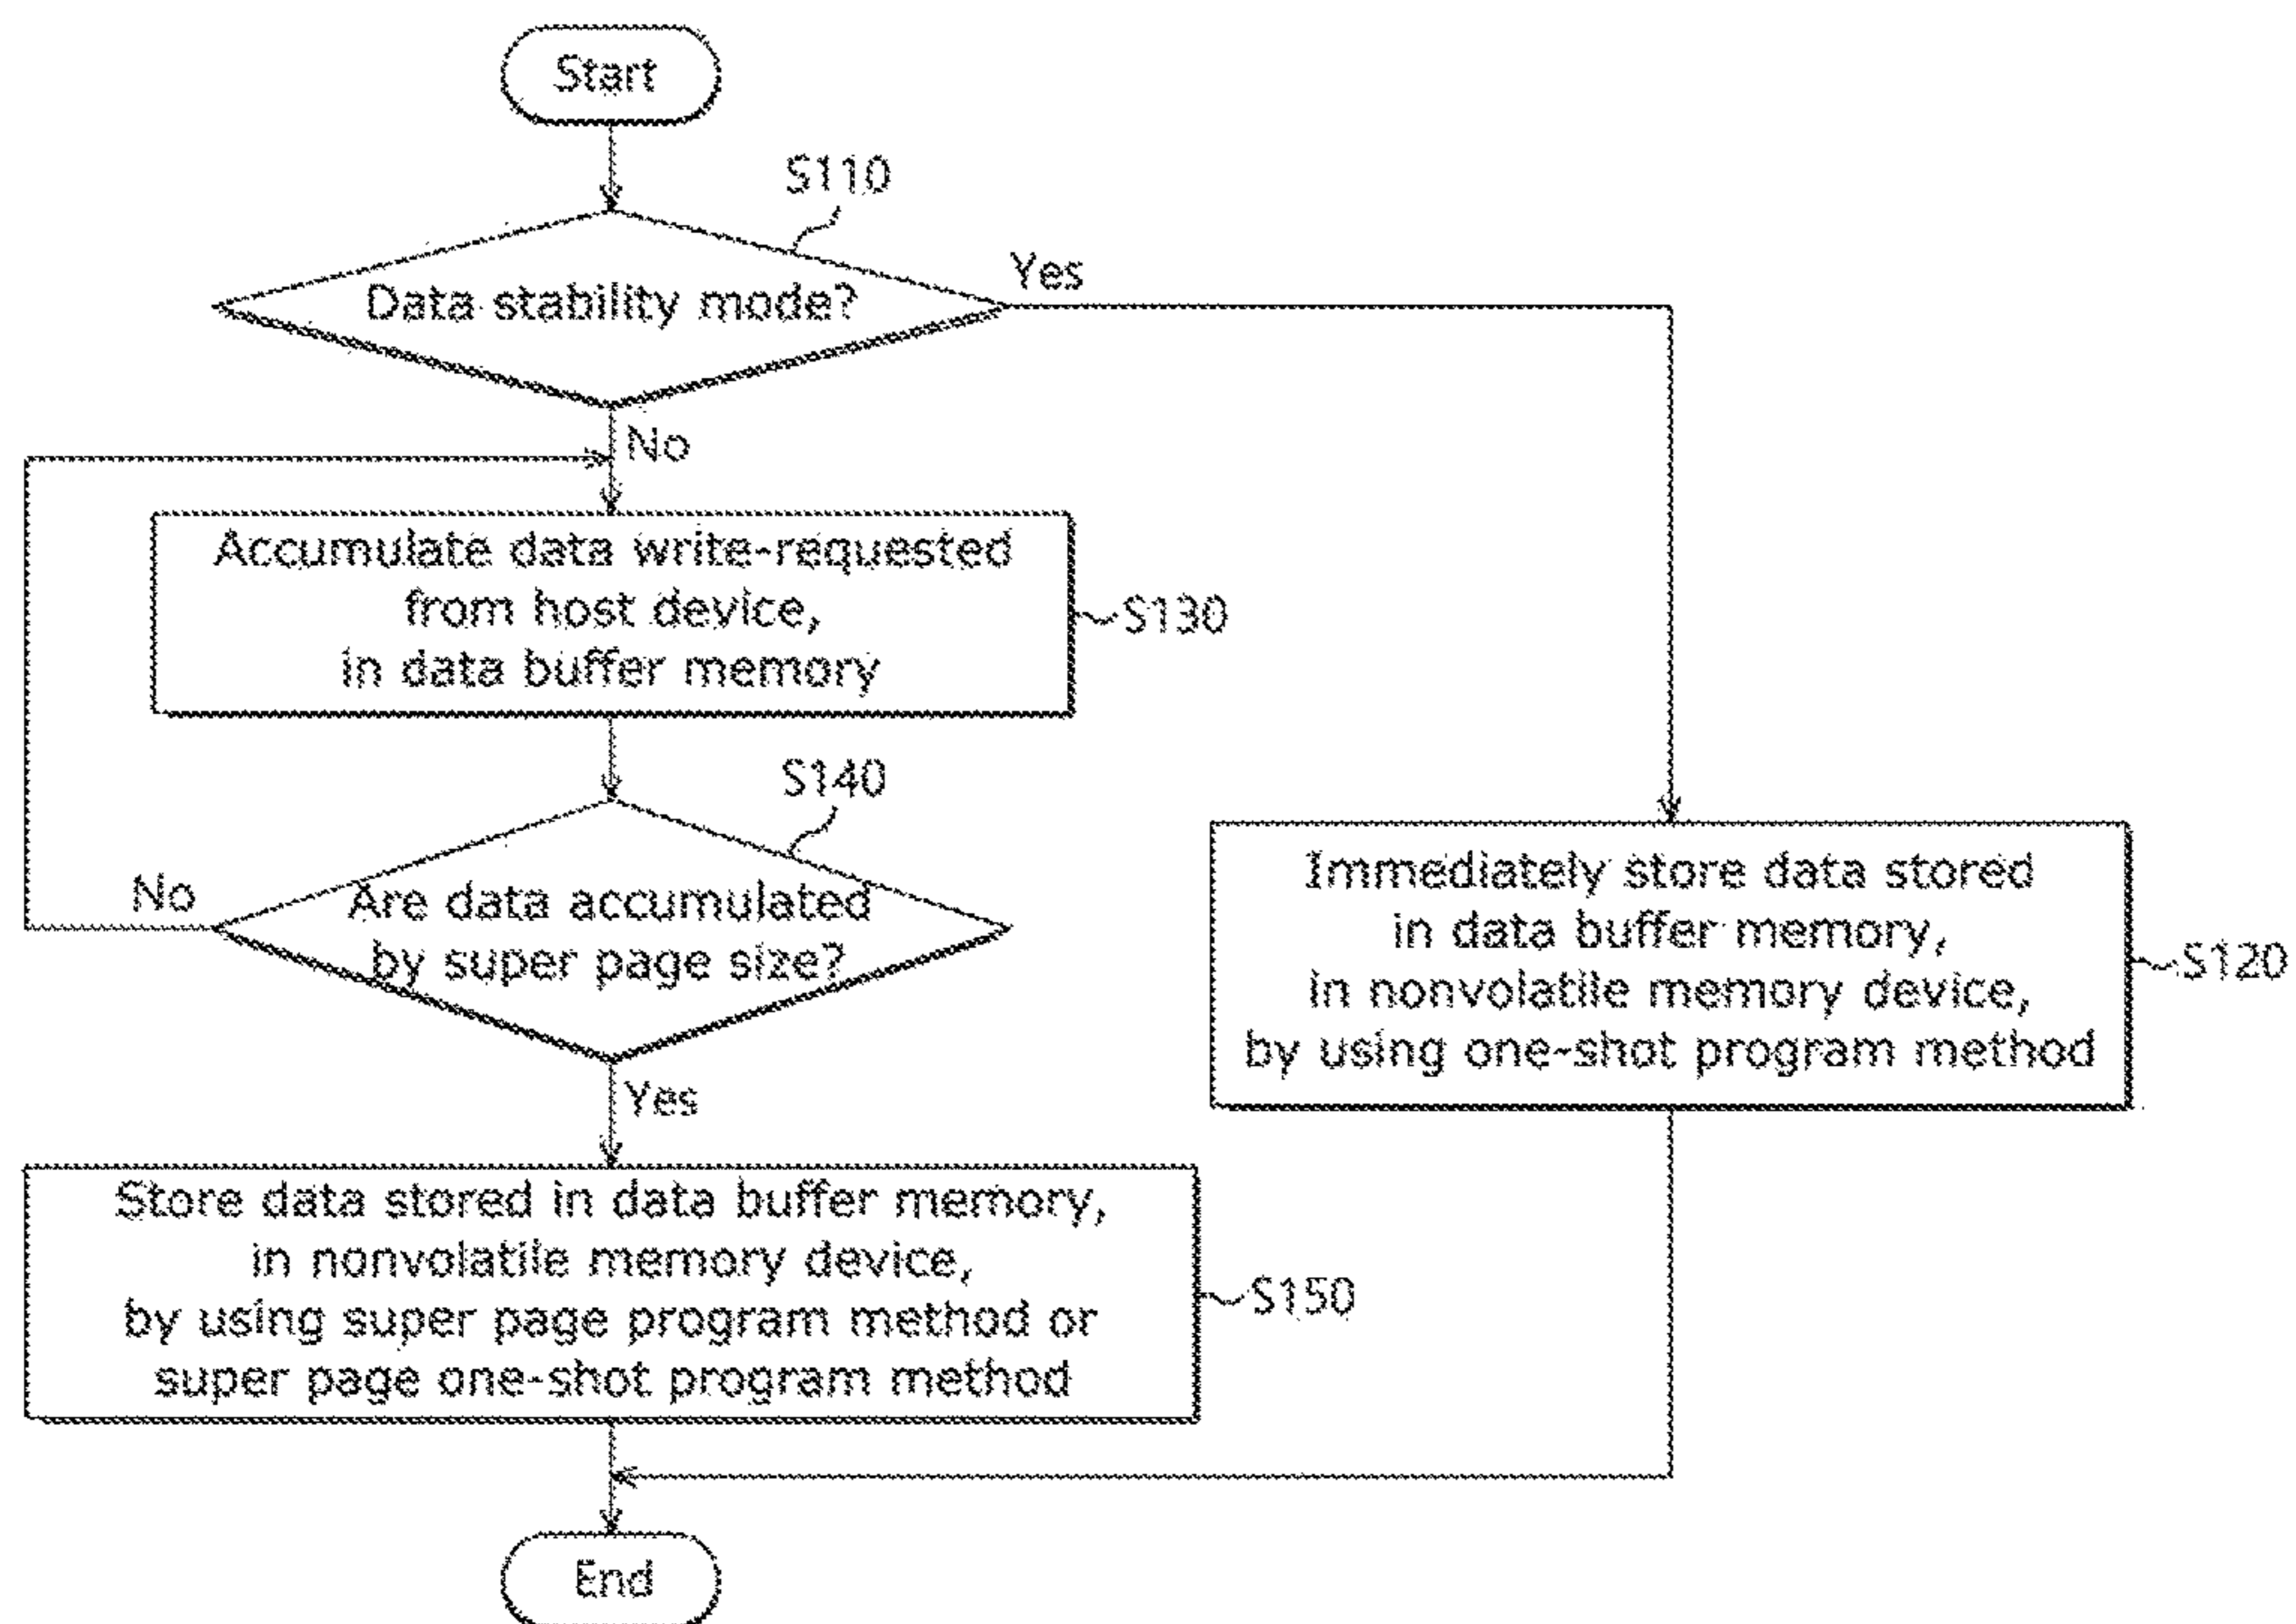 Start
S110
Data stability mode?
Yes
No
Accumulate data write-requested
from host device,
in data buffer memory
S130
S140
No
Are data accumulated
by super page size?
Yes
Immediately store data stored
in data buffer memory,
in nonvolatile memory device,
by using one-shot program method
S120
Store data stored in data buffer memory,
in nonvolatile memory device,
by using super page program method or
super page one-shot program method
S150
End